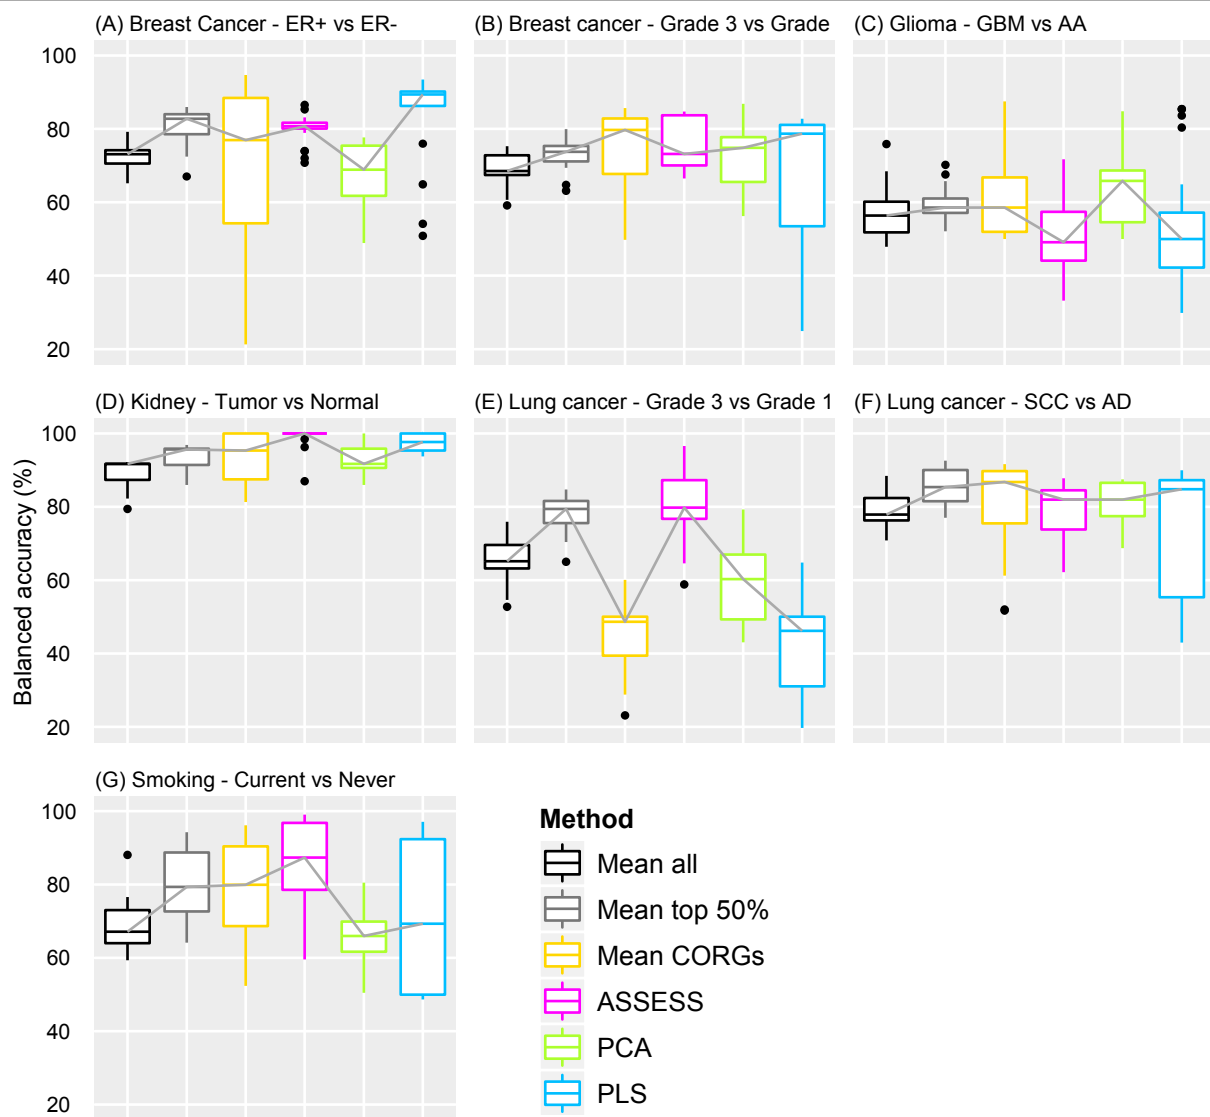 (A) Breast Cancer - ER+ vs ER-
(B) Breast cancer - Grade 3 vs Grade
(C) Glioma - GBM vs AA
100
80
60
40
20
(D) Kidney - Tumor vs Normal
(E) Lung cancer - Grade 3 vs Grade 1
(F) Lung cancer - SCC vs AD
100
80
60
40
20
Balanced accuracy (%)
(G) Smoking - Current vs Never
100
80
60
40
20
Method
Mean all
Mean top 50%
Mean CORGs
ASSESS
PCA
PLS